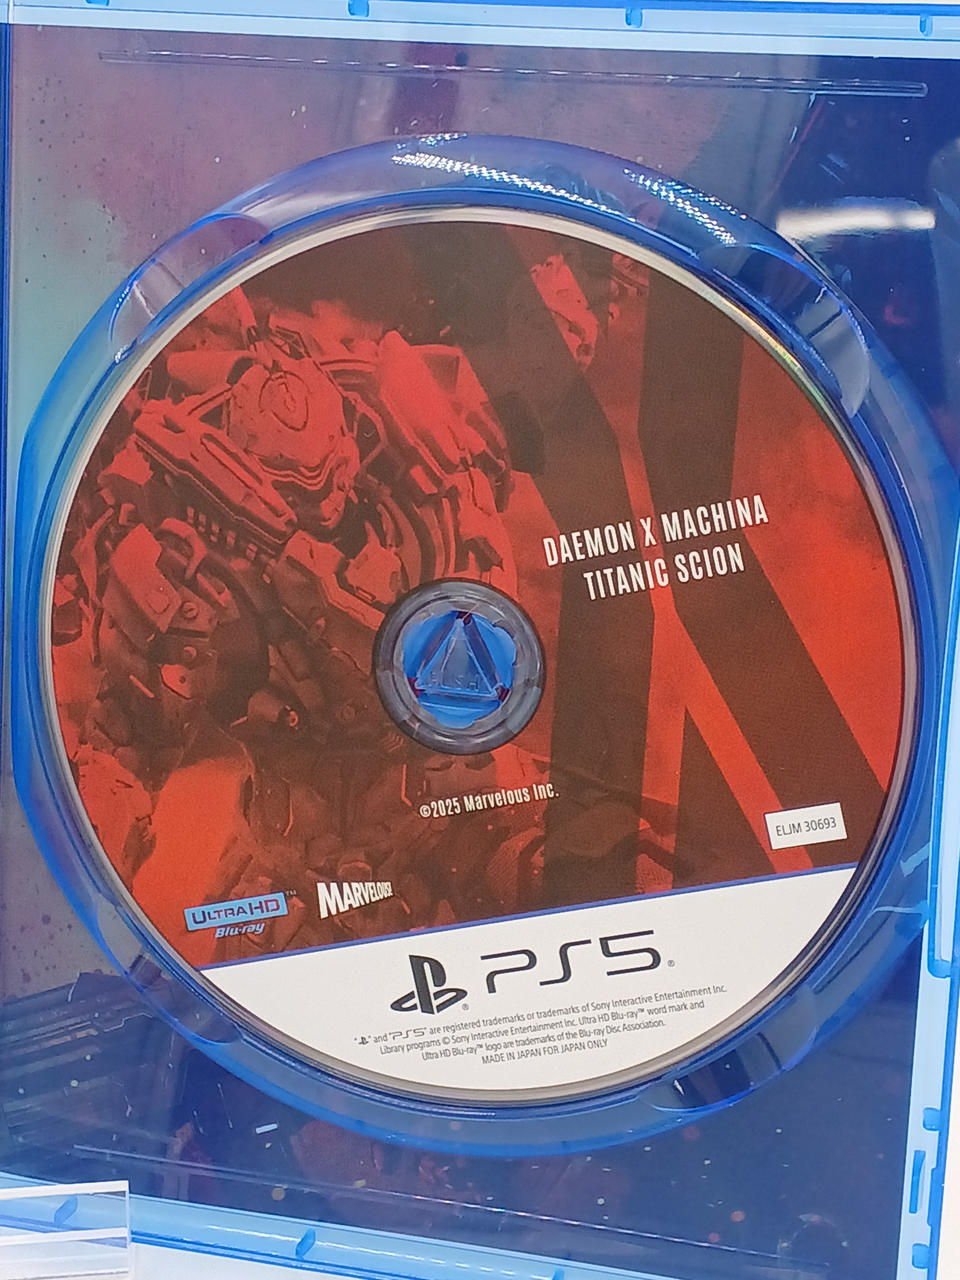 DAEMON X MACHINA
TITANIC SCION
PUSH
©2025 Marvelous Inc.
ELJM 30693
ULTRA HD™
Blu-ray
MARVELOUS!
PS5®
" " and "PS5" are registered trademarks or trademarks of Sony Interactive Entertainment Inc.
Library programs © Sony Interactive Entertainment Inc. Ultra HD Blu-ray™ word mark and
Ultra HD Blu-ray™ logo are trademarks of the Blu-ray Disc Association.
MADE IN JAPAN FOR JAPAN ONLY